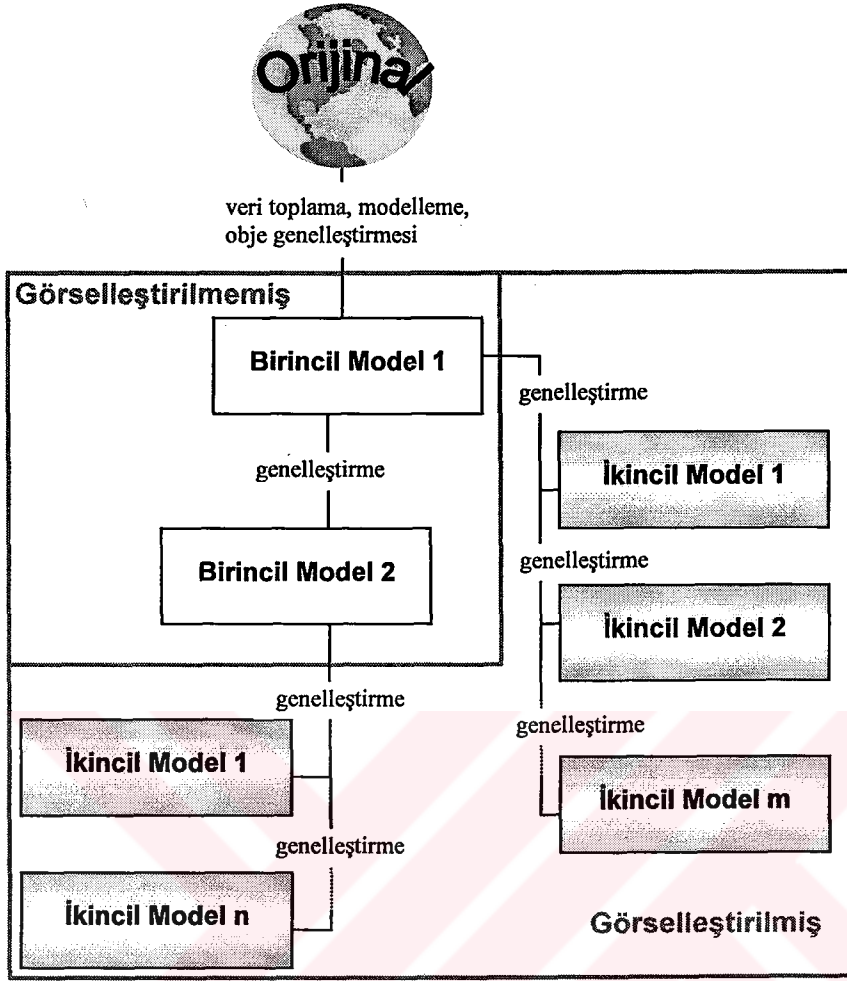 Orijinal
veri toplama, modelleme,
obje genelleştirmesi
Görselleştirilmemiş
Birincil Model 1
genelleştirme
genelleştirme
İkincil Model 1
Birincil Model 2
genelleştirme
İkincil Model 2
genelleştirme
genelleştirme
İkincil Model 1
İkincil Model m
genelleştirme
İkincil Model n
Görselleştirilmiş